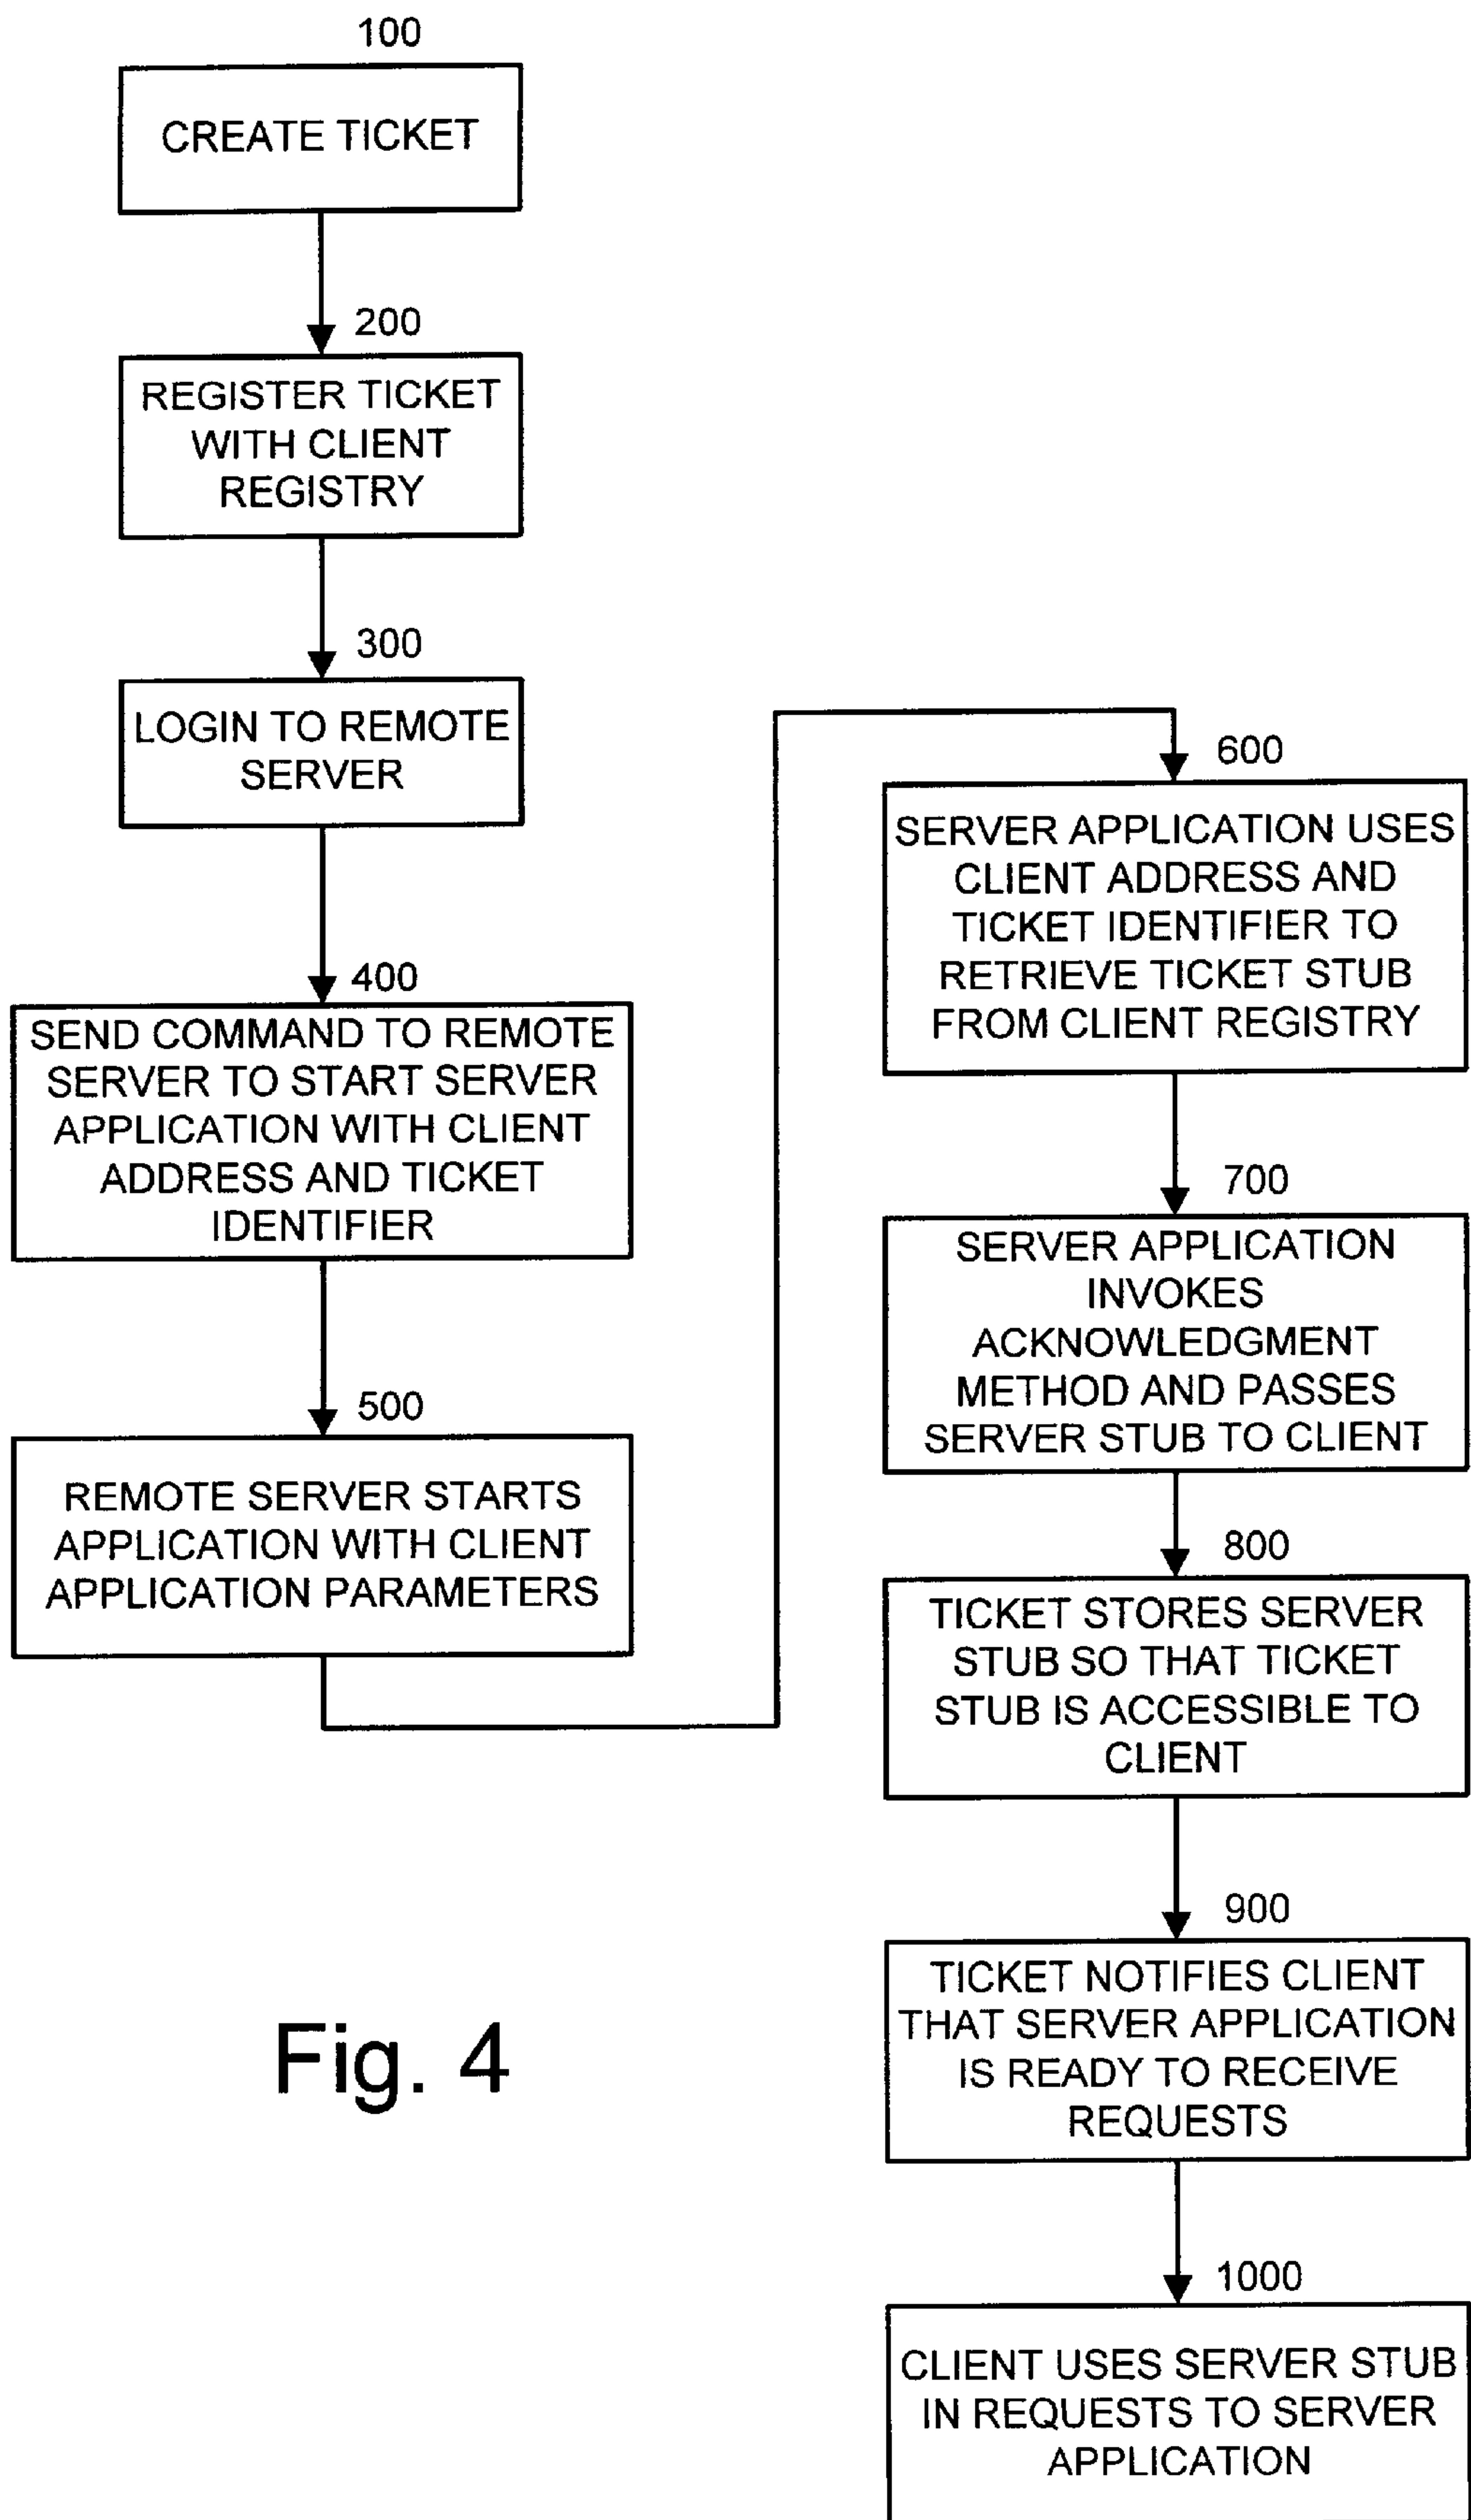 100
CREATE TICKET
200
REGISTER TICKET
WITH CLIENT
REGISTRY
300
LOGIN TO REMOTE
SERVER
400
SEND COMMAND TO REMOTE
SERVER TO START SERVER
APPLICATION WITH CLIENT
ADDRESS AND TICKET
IDENTIFIER
500
REMOTE SERVER STARTS
APPLICATION WITH CLIENT
APPLICATION PARAMETERS
600
SERVER APPLICATION USES
CLIENT ADDRESS AND
TICKET IDENTIFIER TO
RETRIEVE TICKET STUB
FROM CLIENT REGISTRY
700
SERVER APPLICATION
INVOKES
ACKNOWLEDGMENT
METHOD AND PASSES
SERVER STUB TO CLIENT
800
TICKET STORES SERVER
STUB SO THAT TICKET
STUB IS ACCESSIBLE TO
CLIENT
900
TICKET NOTIFIES CLIENT
THAT SERVER APPLICATION
IS READY TO RECEIVE
REQUESTS
1000
CLIENT USES SERVER STUB
IN REQUESTS TO SERVER
APPLICATION
Fig. 4